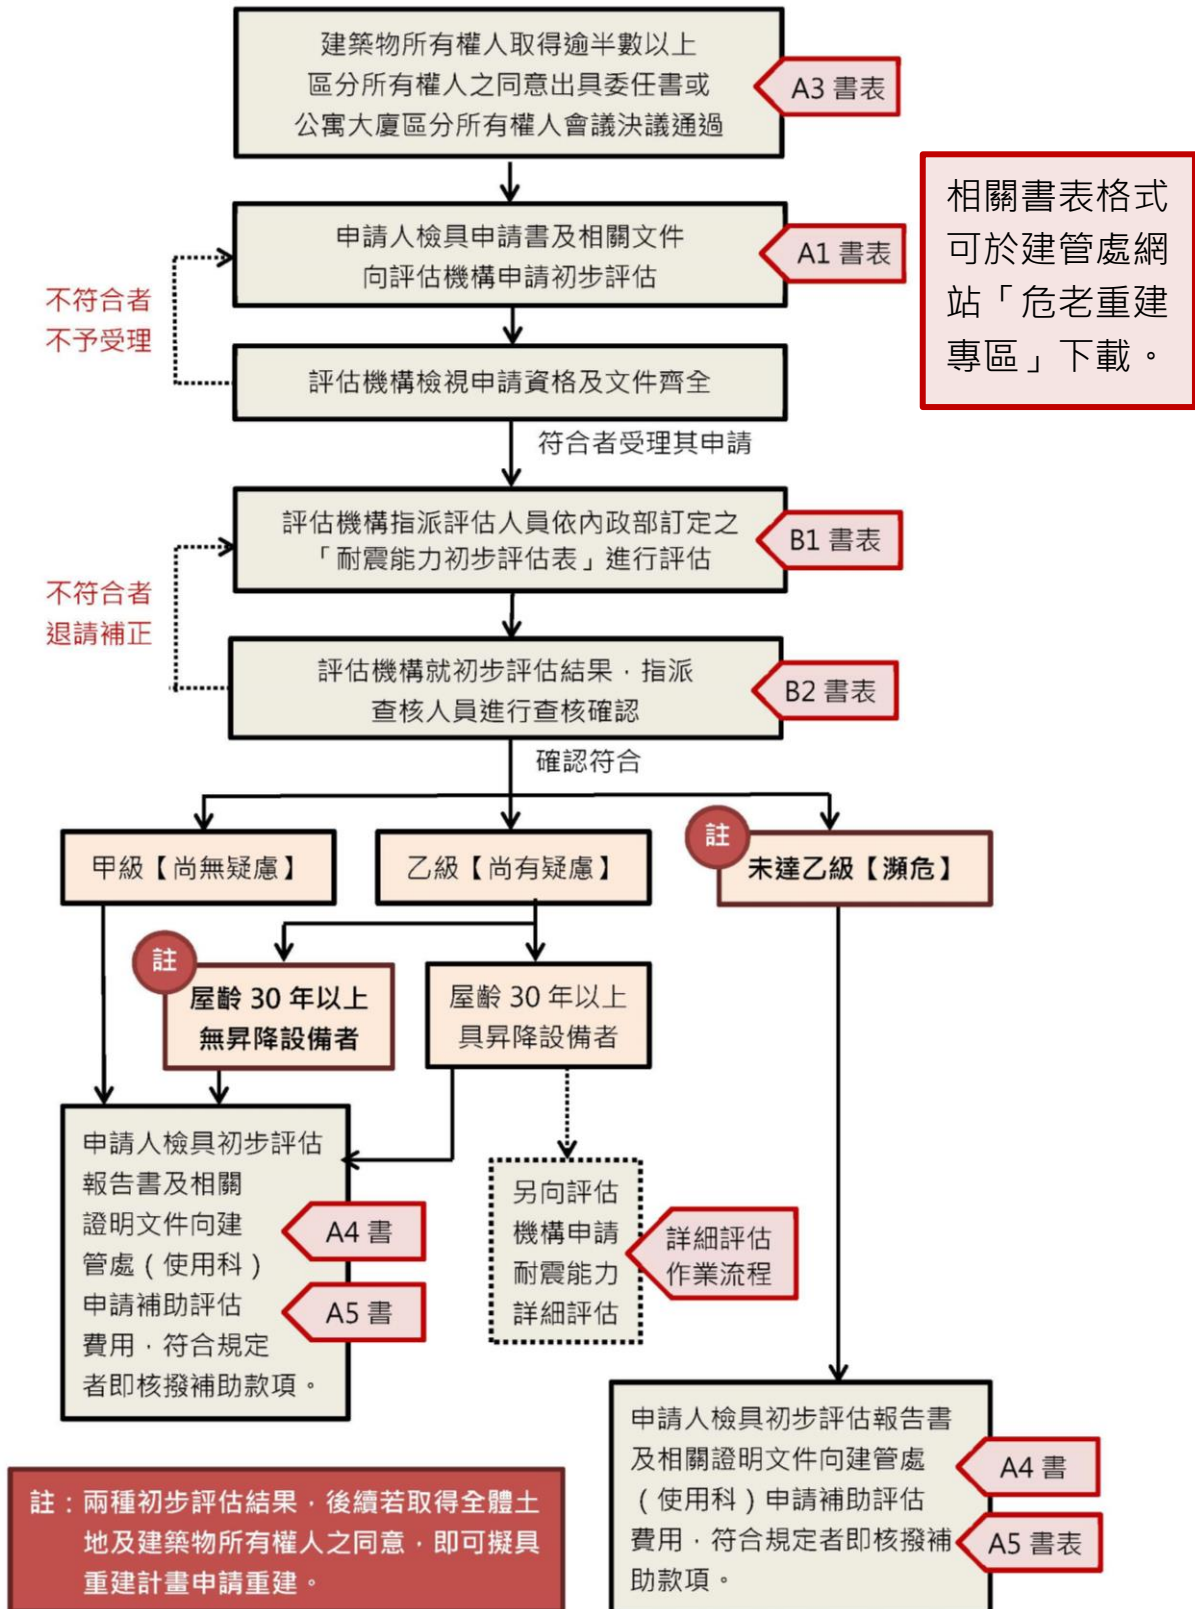 建築物所有權人取得逾半數以上
區分所有權人之同意出具委任書或
公寓大廈區分所有權人會議決議通過
A3 書表
相關書表格式
可於建管處網
站「危老重建
專區」下載。
申請人檢具申請書及相關文件
向評估機構申請初步評估
A1 書表
不符合者
不予受理
評估機構檢視申請資格及文件齊全
符合者受理其申請
評估機構指派評估人員依內政部訂定之
「耐震能力初步評估表」進行評估
B1 書表
不符合者
退請補正
評估機構就初步評估結果，指派
查核人員進行查核確認
B2 書表
確認符合
甲級【尚無疑慮】
乙級【尚有疑慮】
註
未達乙級【瀕危】
註
屋齡 30 年以上
無昇降設備者
屋齡 30 年以上
具昇降設備者
申請人檢具初步評估
報告書及相關
證明文件向建
管處（使用科）
申請補助評估
費用，符合規定
者即核撥補助款項。
A4 書
A5 書
另向評估
機構申請
耐震能力
詳細評估
詳細評估
作業流程
申請人檢具初步評估報告書
及相關證明文件向建管處
（使用科）申請補助評估
費用，符合規定者即核撥補
助款項。
A4 書
A5 書表
註：兩種初步評估結果，後續若取得全體土
地及建築物所有權人之同意，即可擬具
重建計畫申請重建。